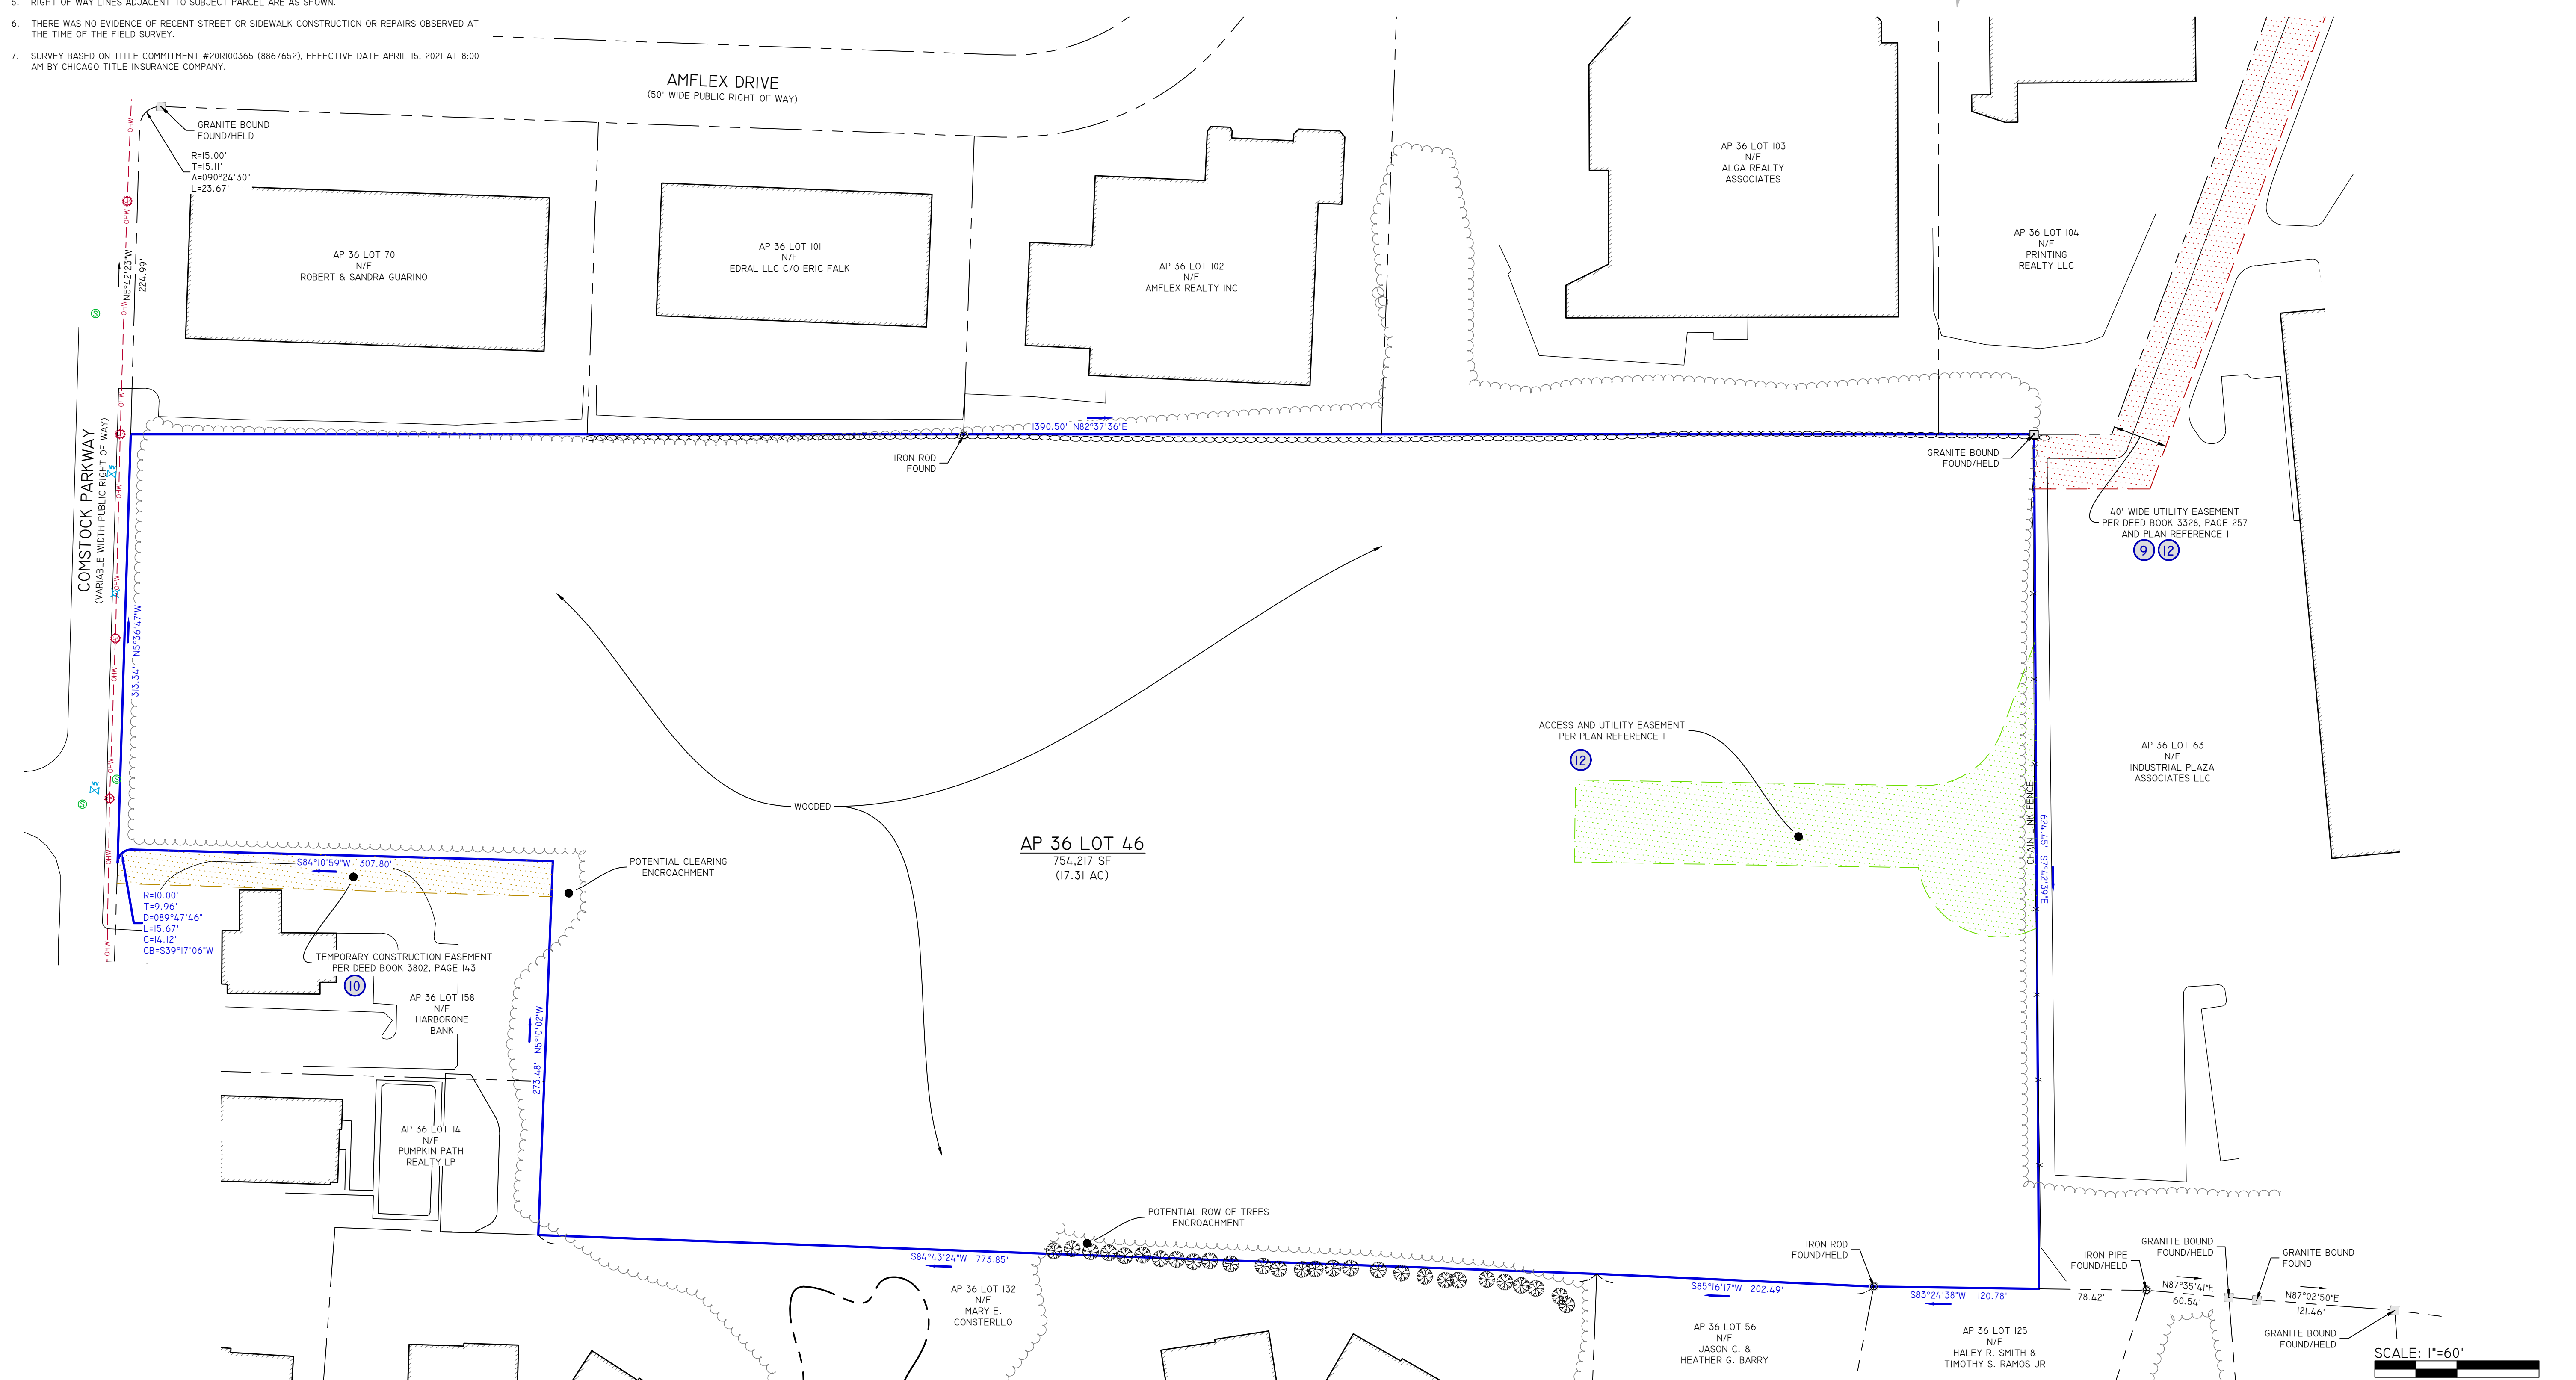 5. RIGHT OF WAY LINES ADJACENT TO SUBJECT PARCEL ARE AS SHOWN.
6. THERE WAS NO EVIDENCE OF RECENT STREET OR SIDEWALK CONSTRUCTION OR REPAIRS OBSERVED AT
THE TIME OF THE FIELD SURVEY.
7. SURVEY BASED ON TITLE COMMITMENT #20RI00365 (8867652), EFFECTIVE DATE APRIL 15, 2021 AT 8:00
AM BY CHICAGO TITLE INSURANCE COMPANY.
AMFLEX DRIVE
(50' WIDE PUBLIC RIGHT OF WAY)
GRANITE BOUND
FOUND/HELD
R=15.00'
T=15.11'
Δ=090°24'30"
L=23.67'
N5°42'23"W
224.99'
OHW
OHW
OHW
OHW
OHW
OHW
OHW
OHW
OHW
OHW
OHW
S
S
S
AP 36 LOT 70
N/F
ROBERT & SANDRA GUARINO
AP 36 LOT 101
N/F
EDRAL LLC C/O ERIC FALK
AP 36 LOT 102
N/F
AMFLEX REALTY INC
AP 36 LOT 103
N/F
ALGA REALTY
ASSOCIATES
AP 36 LOT 104
N/F
PRINTING
REALTY LLC
1390.50' N82°37'36"E
IRON ROD
FOUND
GRANITE BOUND
FOUND/HELD
COMSTOCK PARKWAY
(VARIABLE WIDTH PUBLIC RIGHT OF WAY)
313.34' N5°36'47"W
40' WIDE UTILITY EASEMENT
PER DEED BOOK 3328, PAGE 257
AND PLAN REFERENCE 1
9 12
ACCESS AND UTILITY EASEMENT
PER PLAN REFERENCE 1
12
AP 36 LOT 63
N/F
INDUSTRIAL PLAZA
ASSOCIATES LLC
CHAIN LINK FENCE
624.45' S7°42'39"E
WOODED
AP 36 LOT 46
754,217 SF
(17.31 AC)
S84°10'59"W 307.80'
POTENTIAL CLEARING
ENCROACHMENT
R=10.00'
T=9.96'
D=089°47'46"
L=15.67'
C=14.12'
CB=S39°17'06"W
TEMPORARY CONSTRUCTION EASEMENT
PER DEED BOOK 3802, PAGE 143
10
AP 36 LOT 158
N/F
HARBORONE
BANK
273.48' N5°10'02"W
AP 36 LOT 14
N/F
PUMPKIN PATH
REALTY LP
POTENTIAL ROW OF TREES
ENCROACHMENT
S84°43'24"W 773.85'
AP 36 LOT 132
N/F
MARY E.
CONSTERLLO
IRON ROD
FOUND/HELD
S85°16'17"W 202.49'
S83°24'38"W 120.78'
AP 36 LOT 56
N/F
JASON C. &
HEATHER G. BARRY
AP 36 LOT 125
N/F
HALEY R. SMITH &
TIMOTHY S. RAMOS JR
IRON PIPE
FOUND/HELD
GRANITE BOUND
FOUND/HELD
GRANITE BOUND
FOUND
78.42'
N87°35'41"E
60.54'
N87°02'50"E
121.46'
GRANITE BOUND
FOUND/HELD
SCALE: 1"=60'